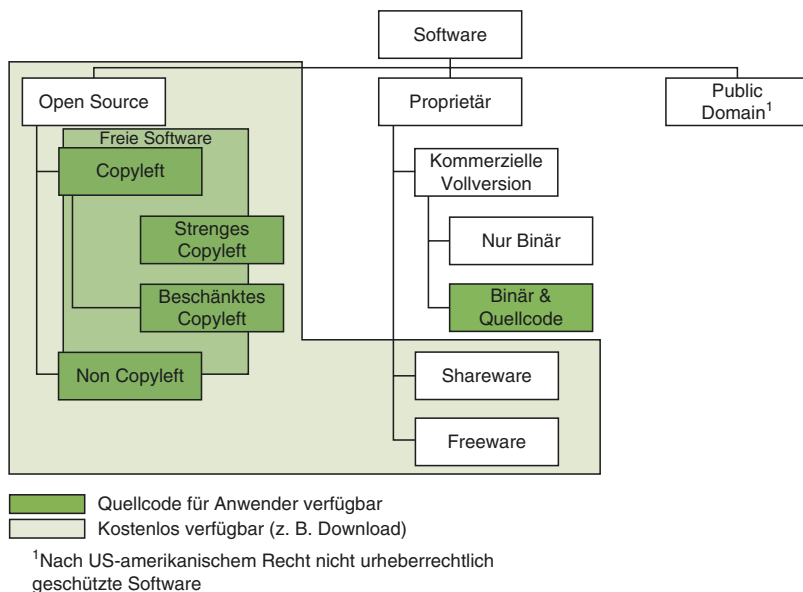 Software
Open Source
Proprietär
Public
Domain1
Freie Software
Copyleft
Strenges
Copyleft
Beschänktes
Copyleft
Non Copyleft
Kommerzielle
Vollversion
Nur Binär
Binär &
Quellcode
Shareware
Freeware
Quellcode für Anwender verfügbar
Kostenlos verfügbar (z. B. Download)
1Nach US-amerikanischem Recht nicht urheberrechtlich
geschützte Software